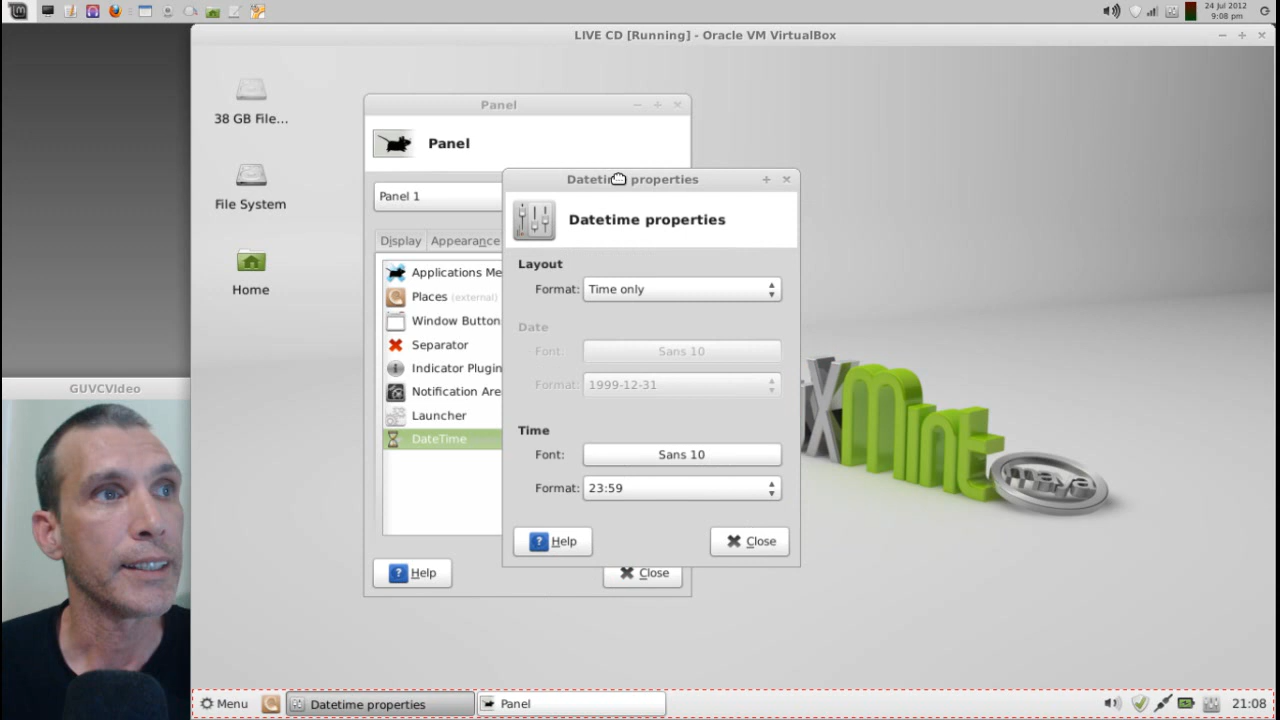 24 Jul 2012
9:08 pm
LIVE CD [Running] - Oracle VM VirtualBox
38 GB File...
File System
Home
Panel
Panel
Panel 1
Display
Appearance
Applications Me
Places (external)
Window Button
Separator
Indicator Plugin
Notification Are
Launcher
DateTime
Help
Close
Datetime properties
Datetime properties
Layout
Format: Time only
Date
Font: Sans 10
Format: 1999-12-31
Time
Font: Sans 10
Format: 23:59
Help
Close
XMint
maya
GUVCVIdeo
Menu
Datetime properties
Panel
21:08